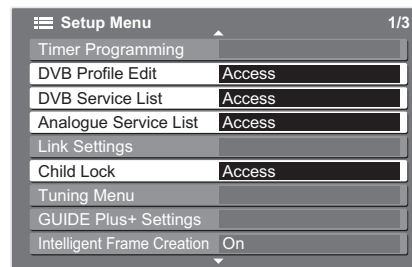 Setup Menu 1/3
Timer Programming
DVB Profile Edit Access
DVB Service List Access
Analogue Service List Access
Link Settings
Child Lock Access
Tuning Menu
GUIDE Plus+ Settings
Intelligent Frame Creation On